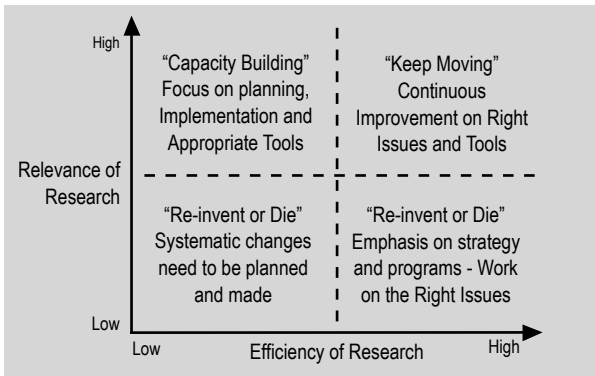 High
“Capacity Building”
Focus on planning,
Implementation and
Appropriate Tools
“Keep Moving”
Continuous
Improvement on Right
Issues and Tools
Relevance of
Research
“Re-invent or Die”
Systematic changes
need to be planned
and made
“Re-invent or Die”
Emphasis on strategy
and programs - Work
on the Right Issues
Low
Low
Efficiency of Research
High